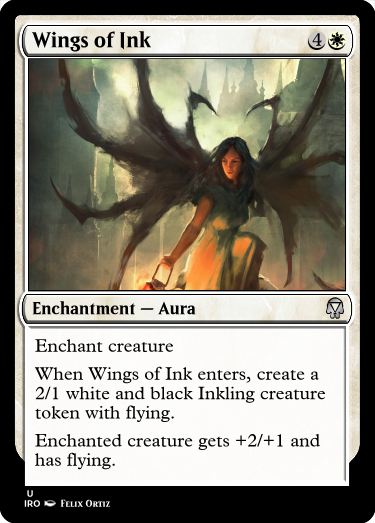 Wings of Ink 4
Enchantment — Aura
Enchant creature
When Wings of Ink enters, create a
2/1 white and black Inkling creature
token with flying.
Enchanted creature gets +2/+1 and
has flying.
U
IRO Felix Ortiz